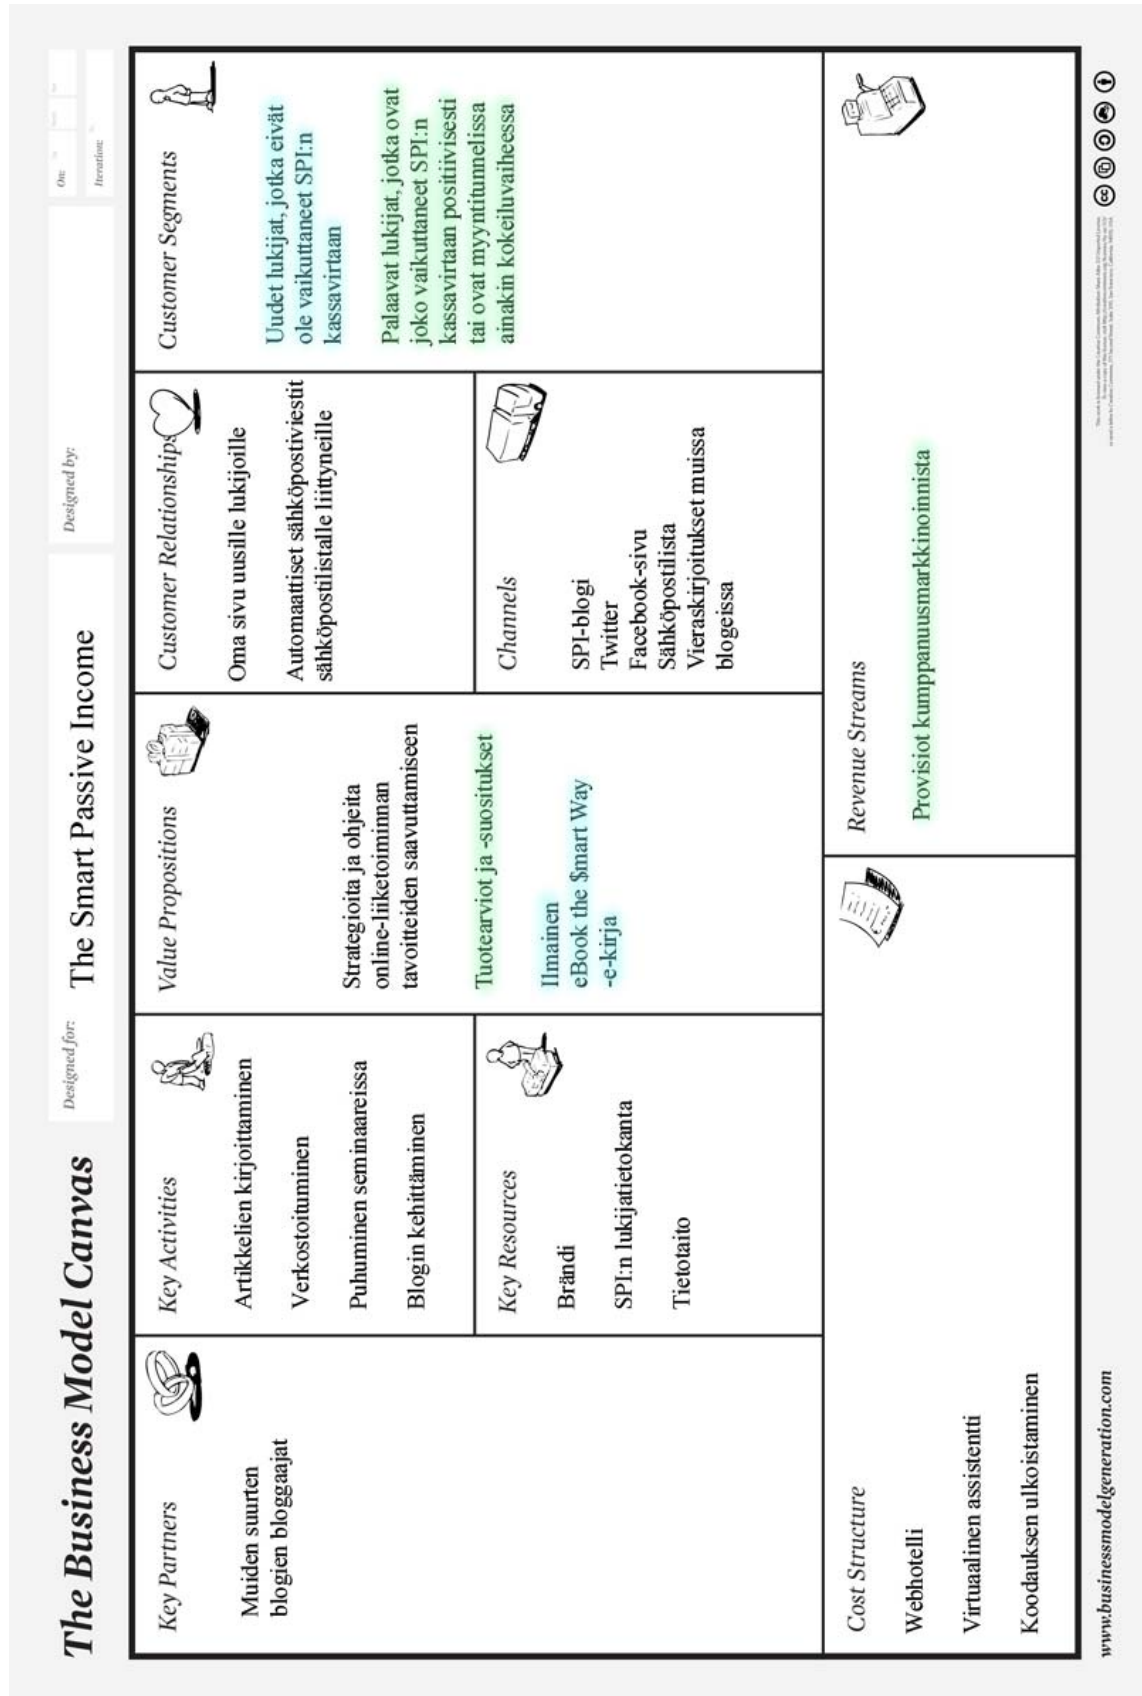 The Business Model Canvas
Designed for:
The Smart Passive Income
Designed by:
On:
Iteration:
Key Partners
Muiden suurten
blogien bloggaajat
Key Activities
Artikkelien kirjoittaminen
Verkostoituminen
Puhuminen seminaareissa
Blogin kehittäminen
Key Resources
Brändi
SPI:n lukijatietokanta
Tietotaito
Value Propositions
Strategioita ja ohjeita
online-liiketoiminnan
tavoitteiden saavuttamiseen
Tuotearviot ja -suositukset
Ilmainen
eBook the $mart Way
-e-kirja
Customer Relationships
Oma sivu uusille lukijoille
Automaattiset sähköpostiviestit
sähköpostilistalle liittyneille
Channels
SPI-blogi
Twitter
Facebook-sivu
Sähköpostilista
Vieraskirjoitukset muissa
blogeissa
Customer Segments
Uudet lukijat, jotka eivät
ole vaikuttaneet SPI:n
kassavirtaan
Palaavat lukijat, jotka ovat
joko vaikuttaneet SPI:n
kassavirtaan positiivisesti
tai ovat myyntitunnelissa
ainakin kokeiluvaiheessa
Cost Structure
Webhotelli
Virtuaalinen assistentti
Koodauksen ulkoistaminen
Revenue Streams
Provisiot kumppanuusmarkkinoinnista
www.businessmodelgeneration.com
cc